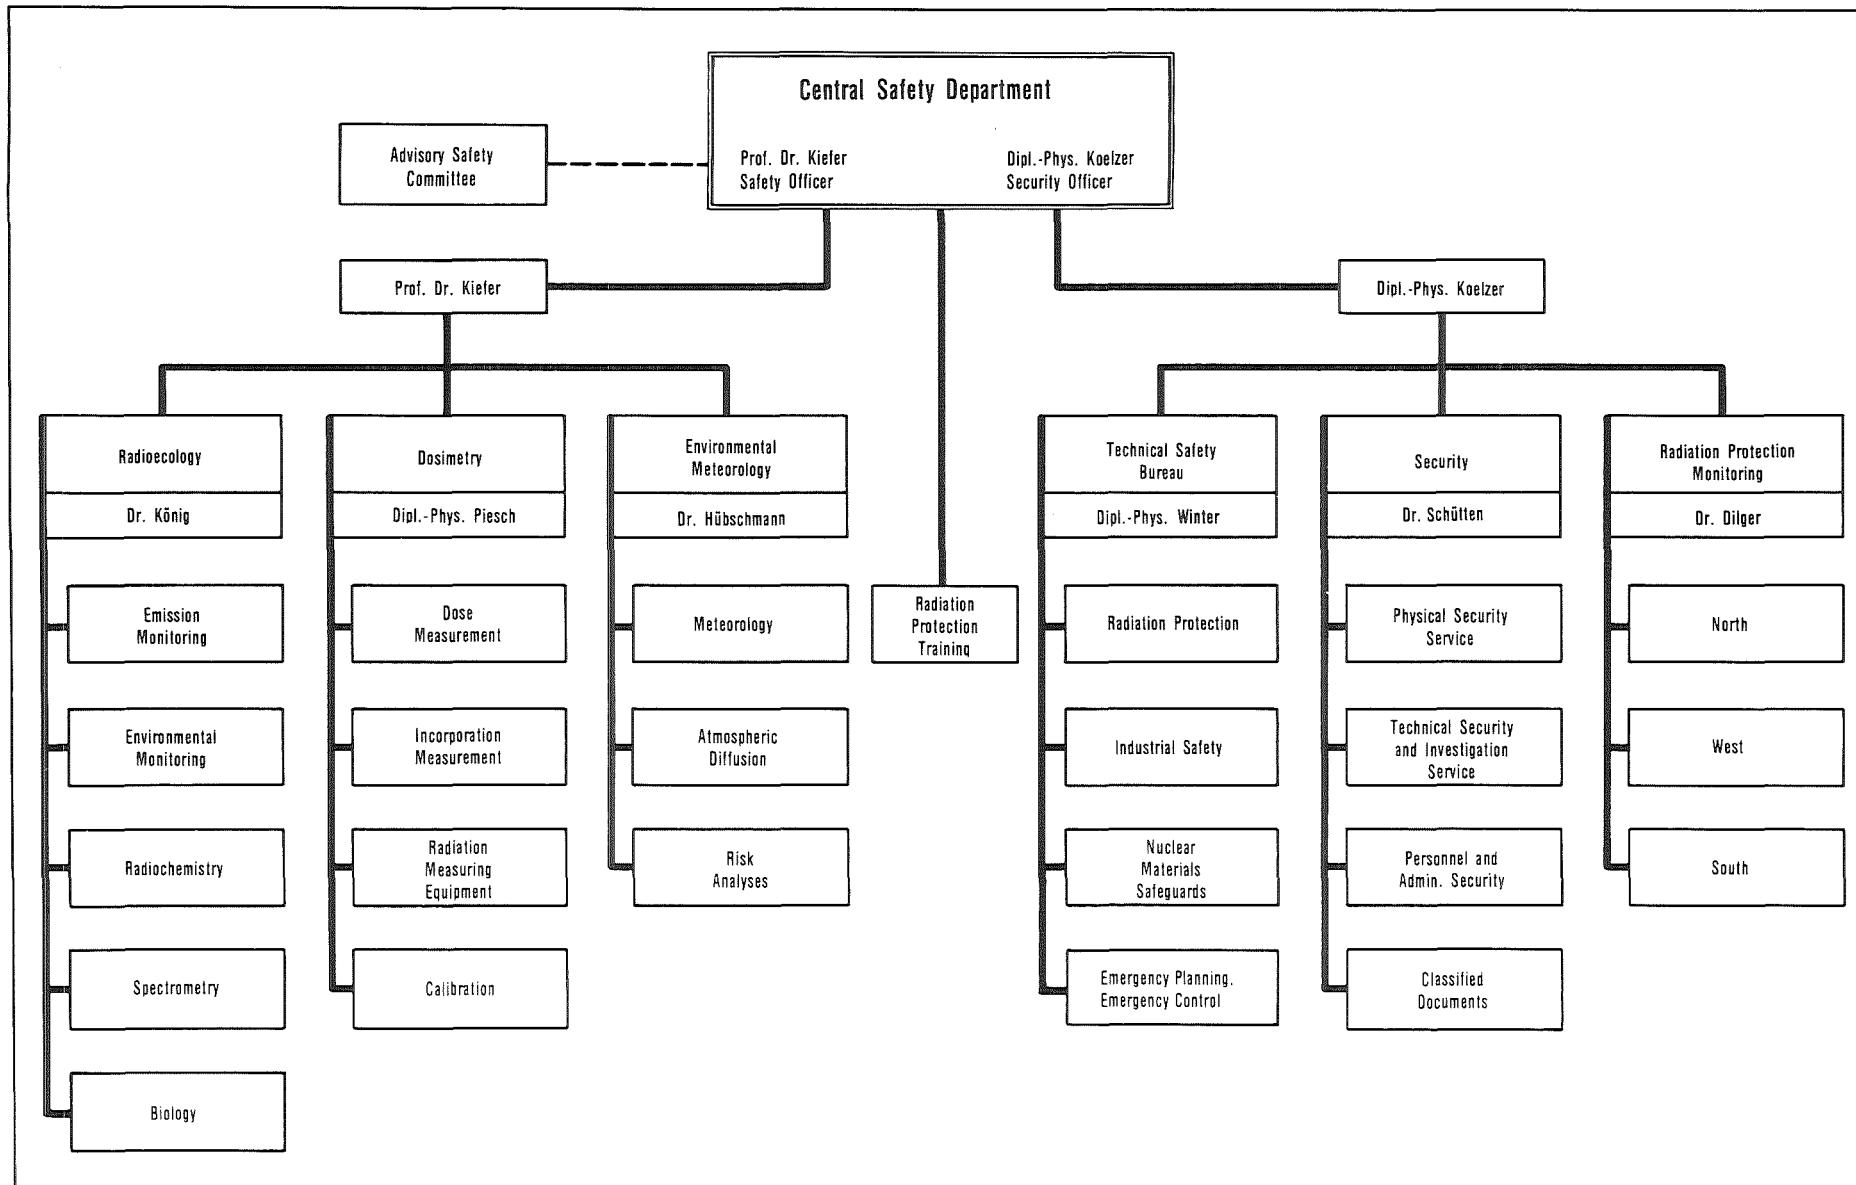 Central Safety Department
Prof. Dr. Kiefer
Safety Officer
Dipl.-Phys. Koelzer
Security Officer
Advisory Safety
Committee
Prof. Dr. Kiefer
Dipl.-Phys. Koelzer
Radioecology
Dr. König
Emission
Monitoring
Environmental
Monitoring
Radiochemistry
Spectrometry
Biology
Dosimetry
Dipl.-Phys. Piesch
Dose
Measurement
Incorporation
Measurement
Radiation
Measuring
Equipment
Calibration
Environmental
Meteorology
Dr. Hübschmann
Meteorology
Atmospheric
Diffusion
Risk
Analyses
Radiation
Protection
Training
Technical Safety
Bureau
Dipl.-Phys. Winter
Radiation Protection
Industrial Safety
Nuclear
Materials
Safeguards
Emergency Planning.
Emergency Control
Security
Dr. Schütten
Physical Security
Service
Technical Security
and Investigation
Service
Personnel and
Admin. Security
Classified
Documents
Radiation Protection
Monitoring
Dr. Dilger
North
West
South